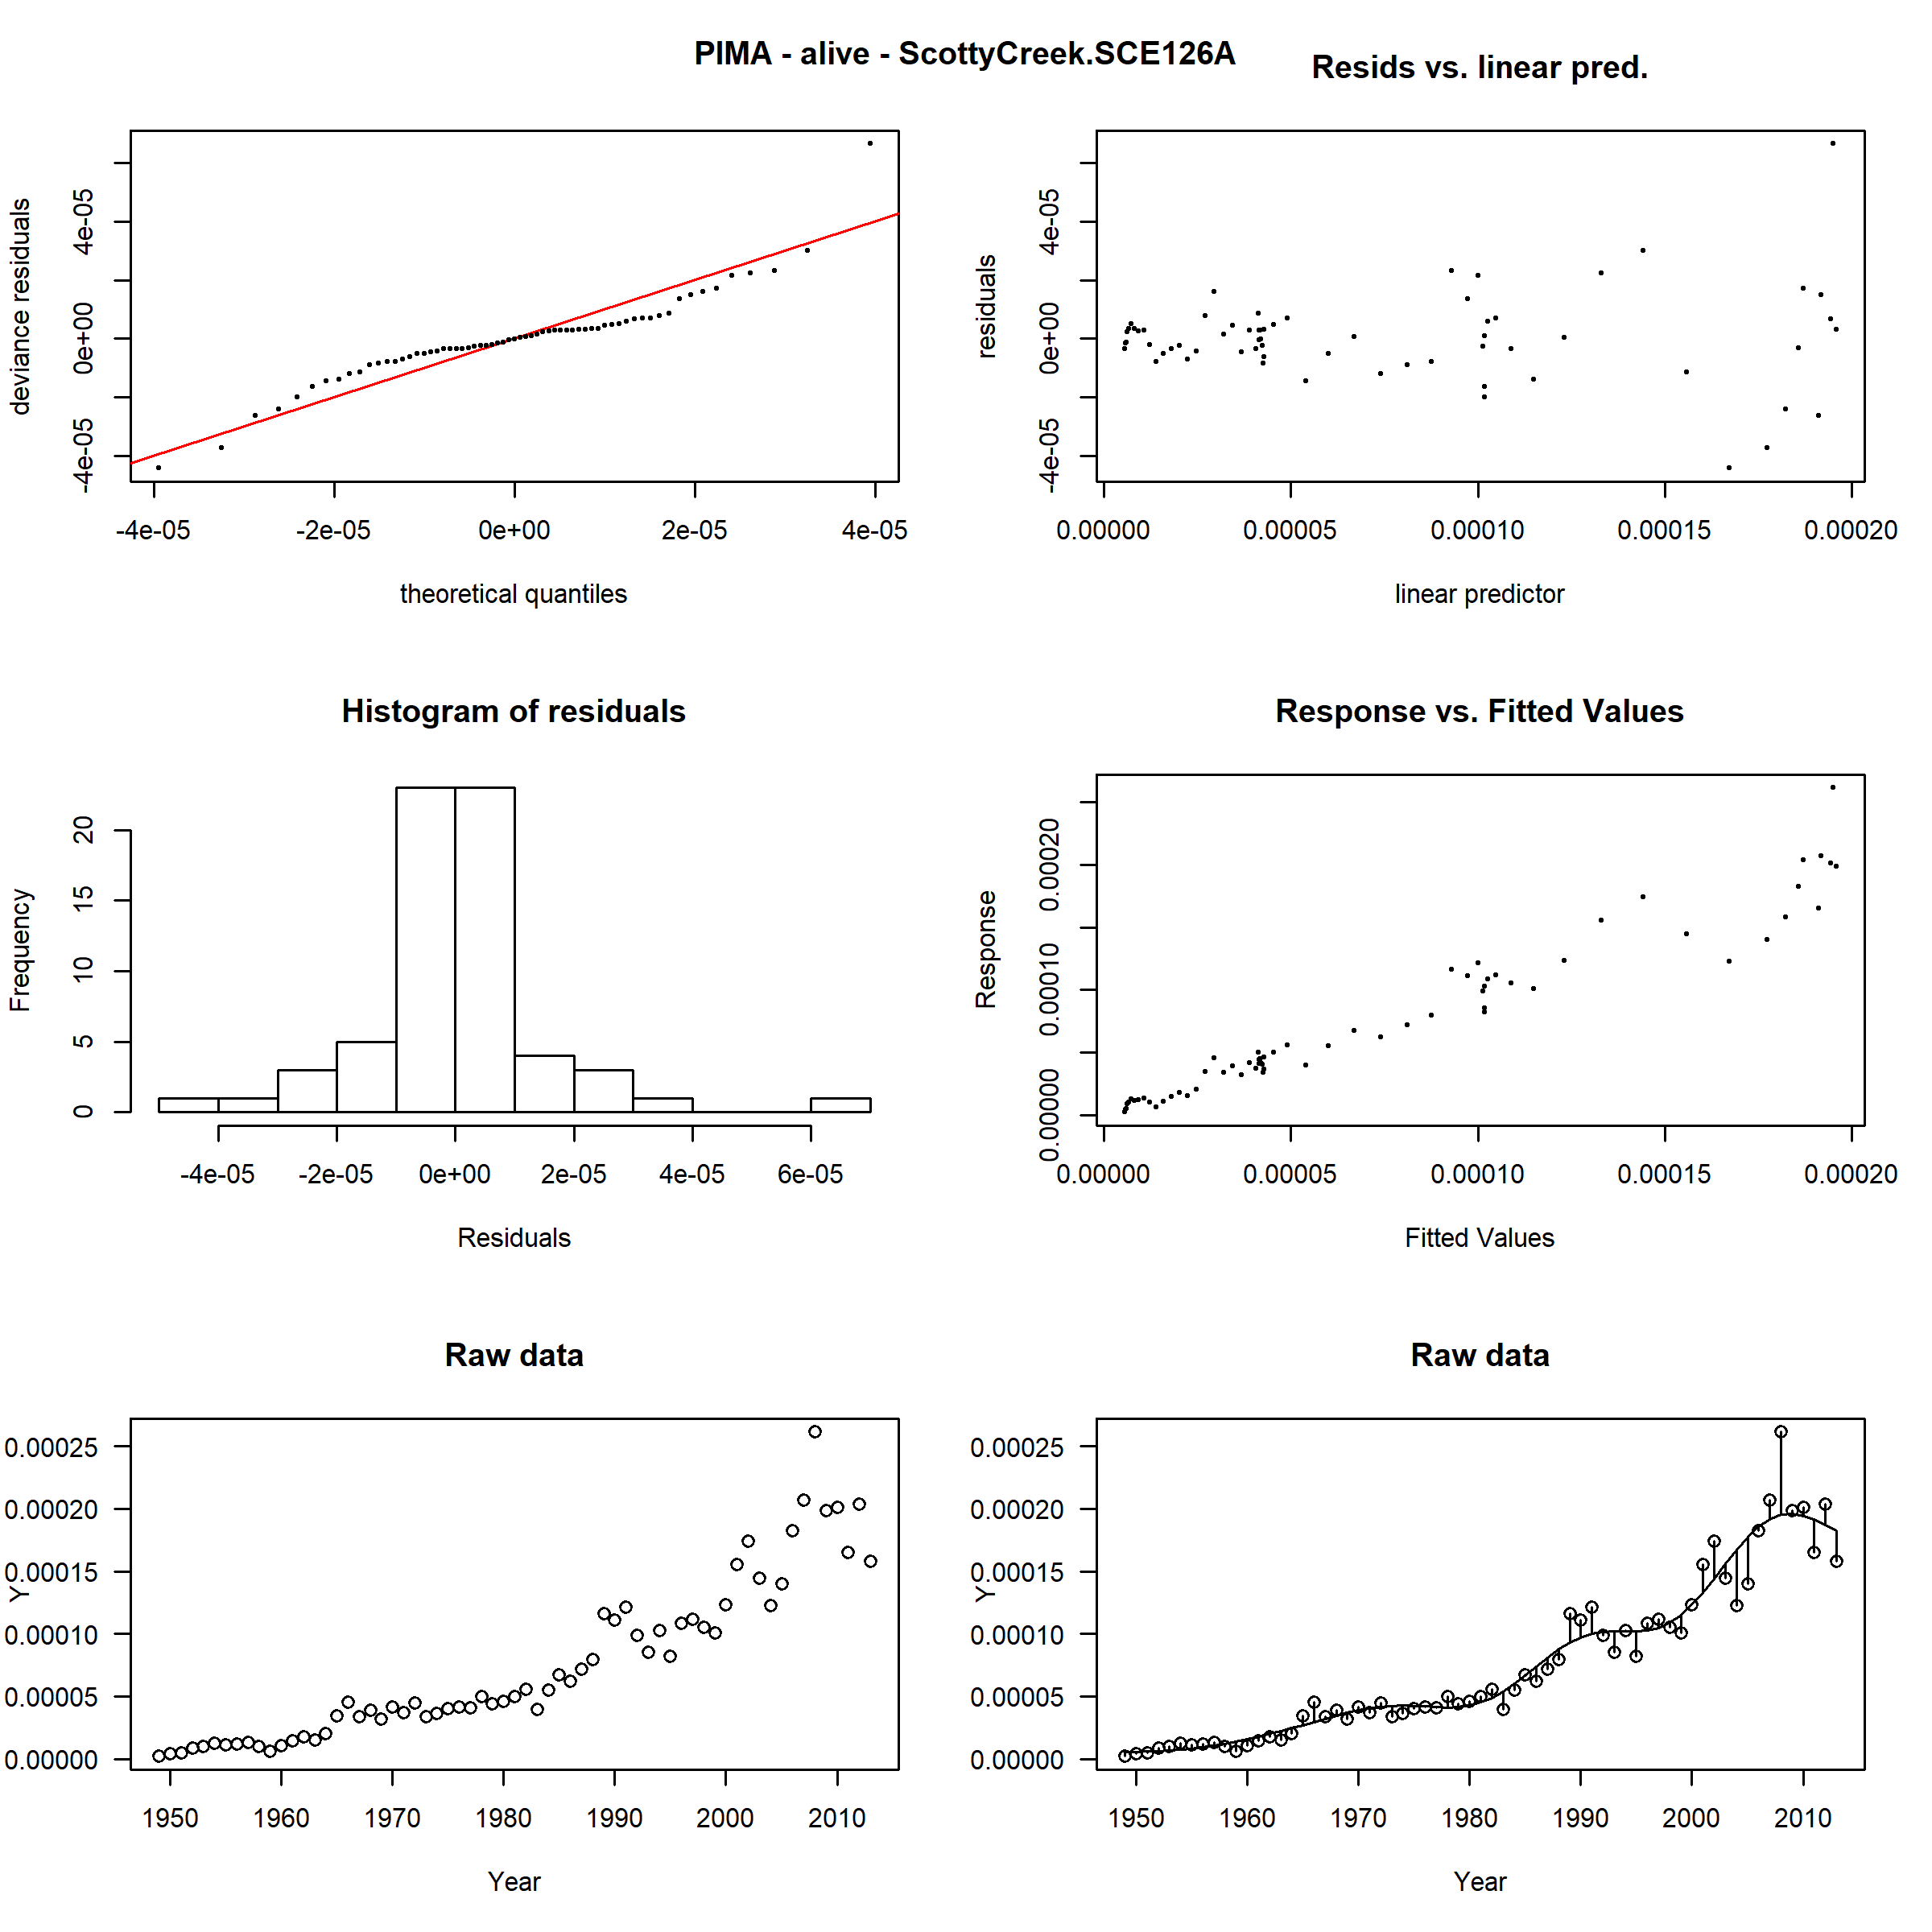 PIMA - alive - ScottyCreek.SCE126A
Resids vs. linear pred.
deviance residuals
-4e-05 0e+00 4e-05
-4e-05 -2e-05 0e+00 2e-05 4e-05
theoretical quantiles
residuals
-4e-05 0e+00 4e-05
0.00000 0.00005 0.00010 0.00015 0.00020
linear predictor
Histogram of residuals
Frequency
0 5 10 15 20
-4e-05 -2e-05 0e+00 2e-05 4e-05 6e-05
Residuals
Response vs. Fitted Values
Response
0.00000 0.00010 0.00020
0.00000 0.00005 0.00010 0.00015 0.00020
Fitted Values
Raw data
Y
0.00025
0.00020
0.00015
0.00010
0.00005
0.00000
1950 1960 1970 1980 1990 2000 2010
Year
Raw data
Y
0.00025
0.00020
0.00015
0.00010
0.00005
0.00000
1950 1960 1970 1980 1990 2000 2010
Year